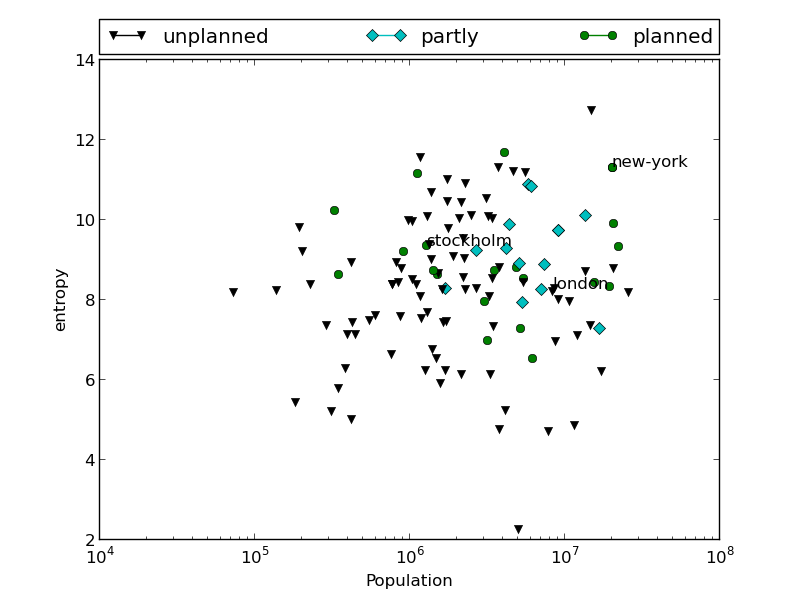 unplanned partly planned
14
12
new-york
10
stockholm
entropy
london
8
6
4
2
10^4 10^5 10^6 10^7 10^8
Population